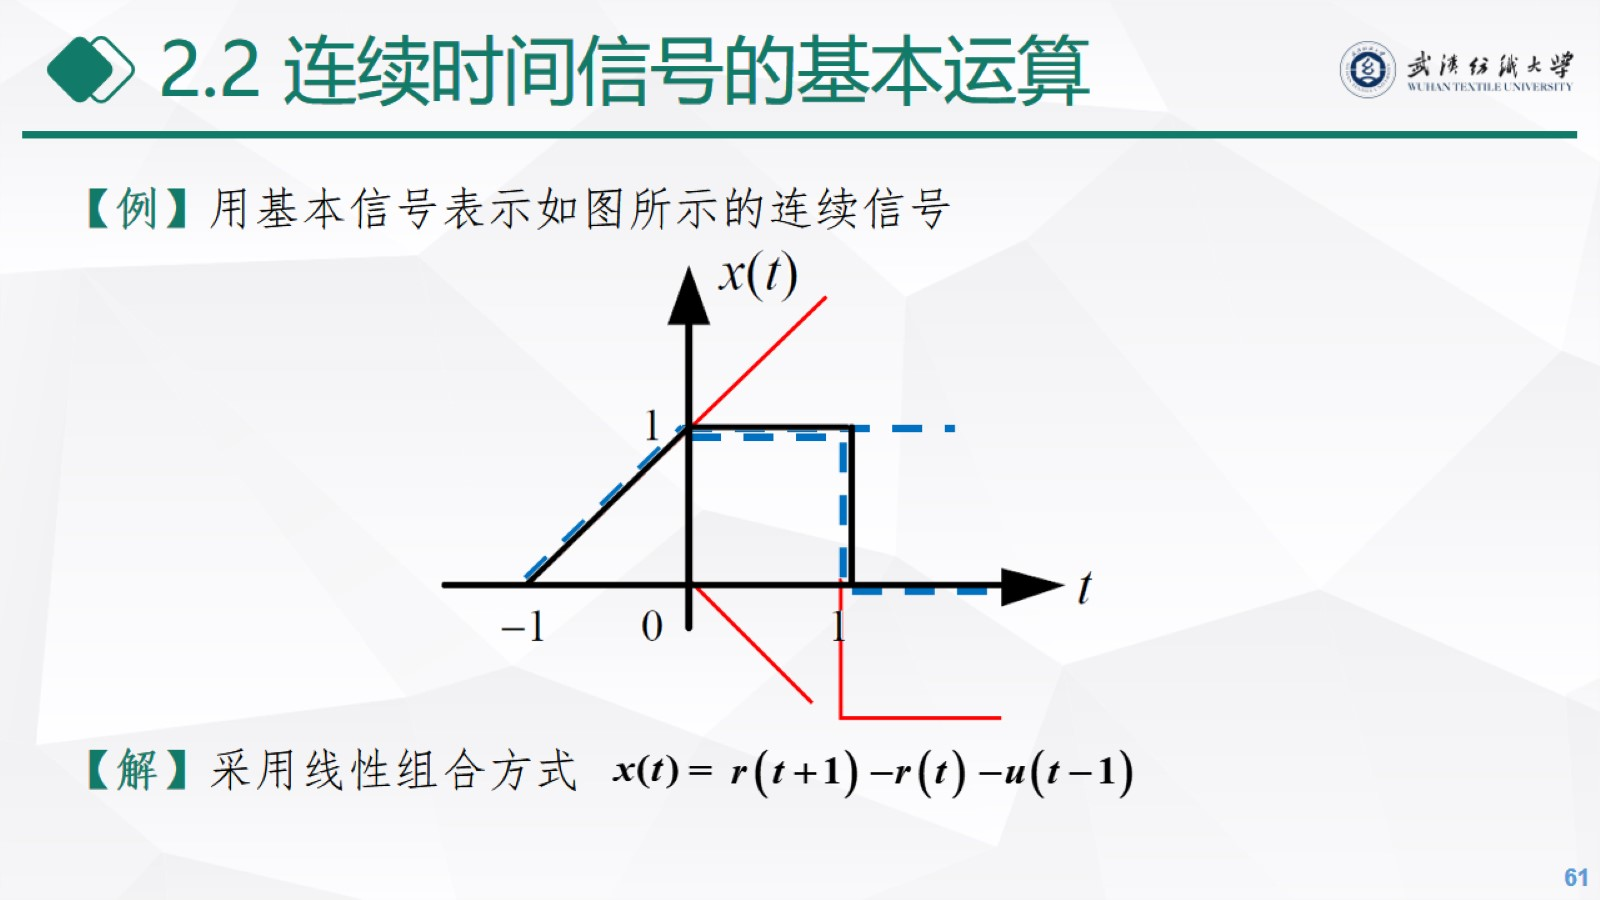 2.2 连续时间信号的基本运算
武汉纺织大学
WUHAN TEXTILE UNIVERSITY
【例】用基本信号表示如图所示的连续信号
x(t)
1
t
−1 0 1
【解】采用线性组合方式 x(t) = r(t+1)−r(t)−u(t−1)
61